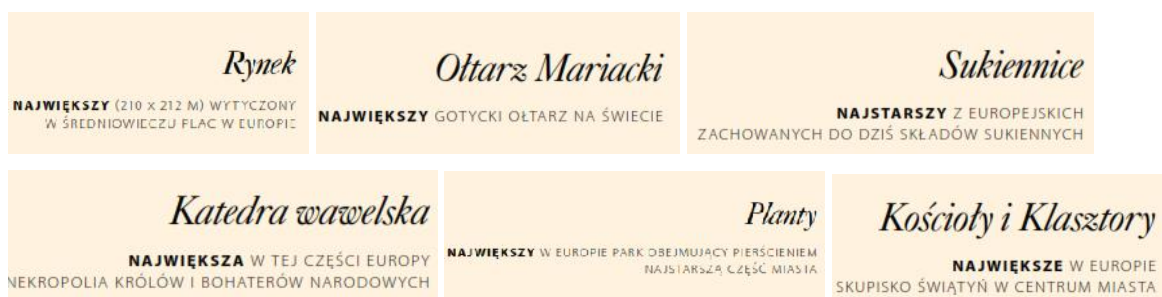 Rynek
NAJWIĘKSZY (210 x 212 M) WYTYCZONY
W ŚREDNIOWIECZU PLAC W EUROPIE
Ołtarz Mariacki
NAJWIĘKSZY GOTYCKI OŁTARZ NA ŚWIECIE
Sukiennice
NAJSTARSZY Z EUROPEJSKICH
ZACHOWANYCH DO DZIŚ SKŁADÓW SUKIENNYCH
Katedra wawelska
NAJWIĘKSZA W TEJ CZĘŚCI EUROPY
NEKROPOLIA KRÓLÓW I BOHATERÓW NARODOWYCH
Planty
NAJWIĘKSZY W EUROPIE PARK OBEJMUJĄCY PIERŚCIENIEM
NAJSTARSZĄ CZĘŚĆ MIASTA
Kościoły i Klasztory
NAJWIĘKSZE W EUROPIE
SKUPISKO ŚWIĄTYŃ W CENTRUM MIASTA